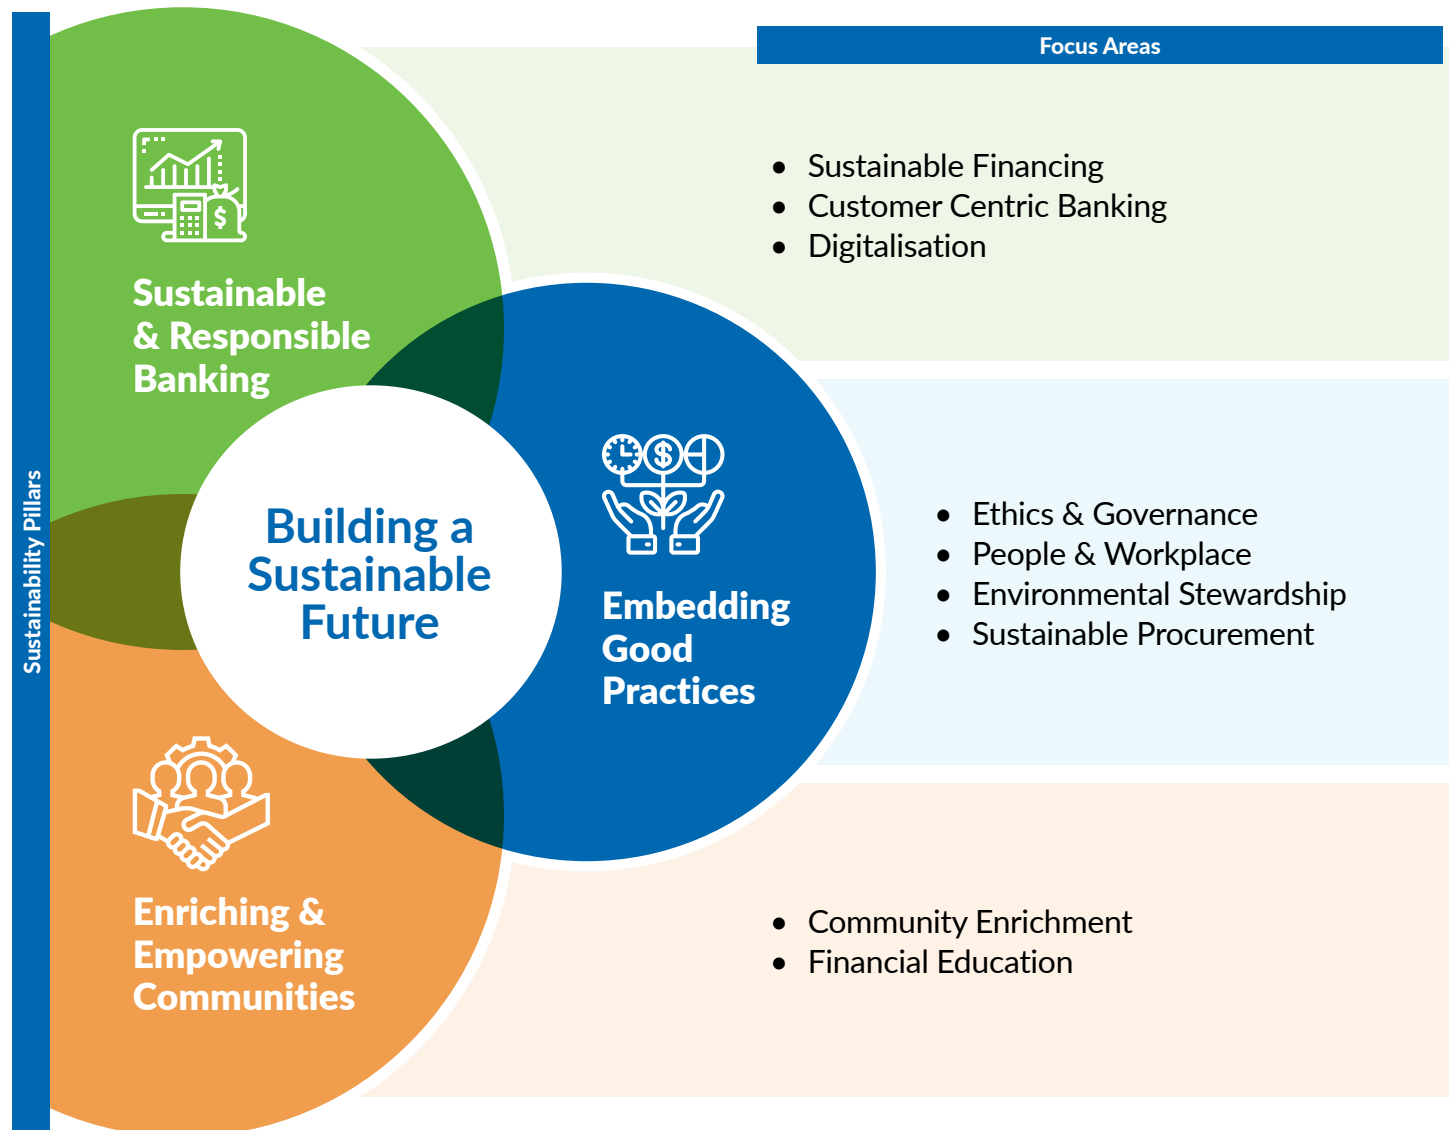 Sustainability Pillars
Focus Areas
Sustainable
& Responsible
Banking
• Sustainable Financing
• Customer Centric Banking
• Digitalisation
Building a
Sustainable
Future
Embedding
Good
Practices
• Ethics & Governance
• People & Workplace
• Environmental Stewardship
• Sustainable Procurement
Enriching &
Empowering
Communities
• Community Enrichment
• Financial Education